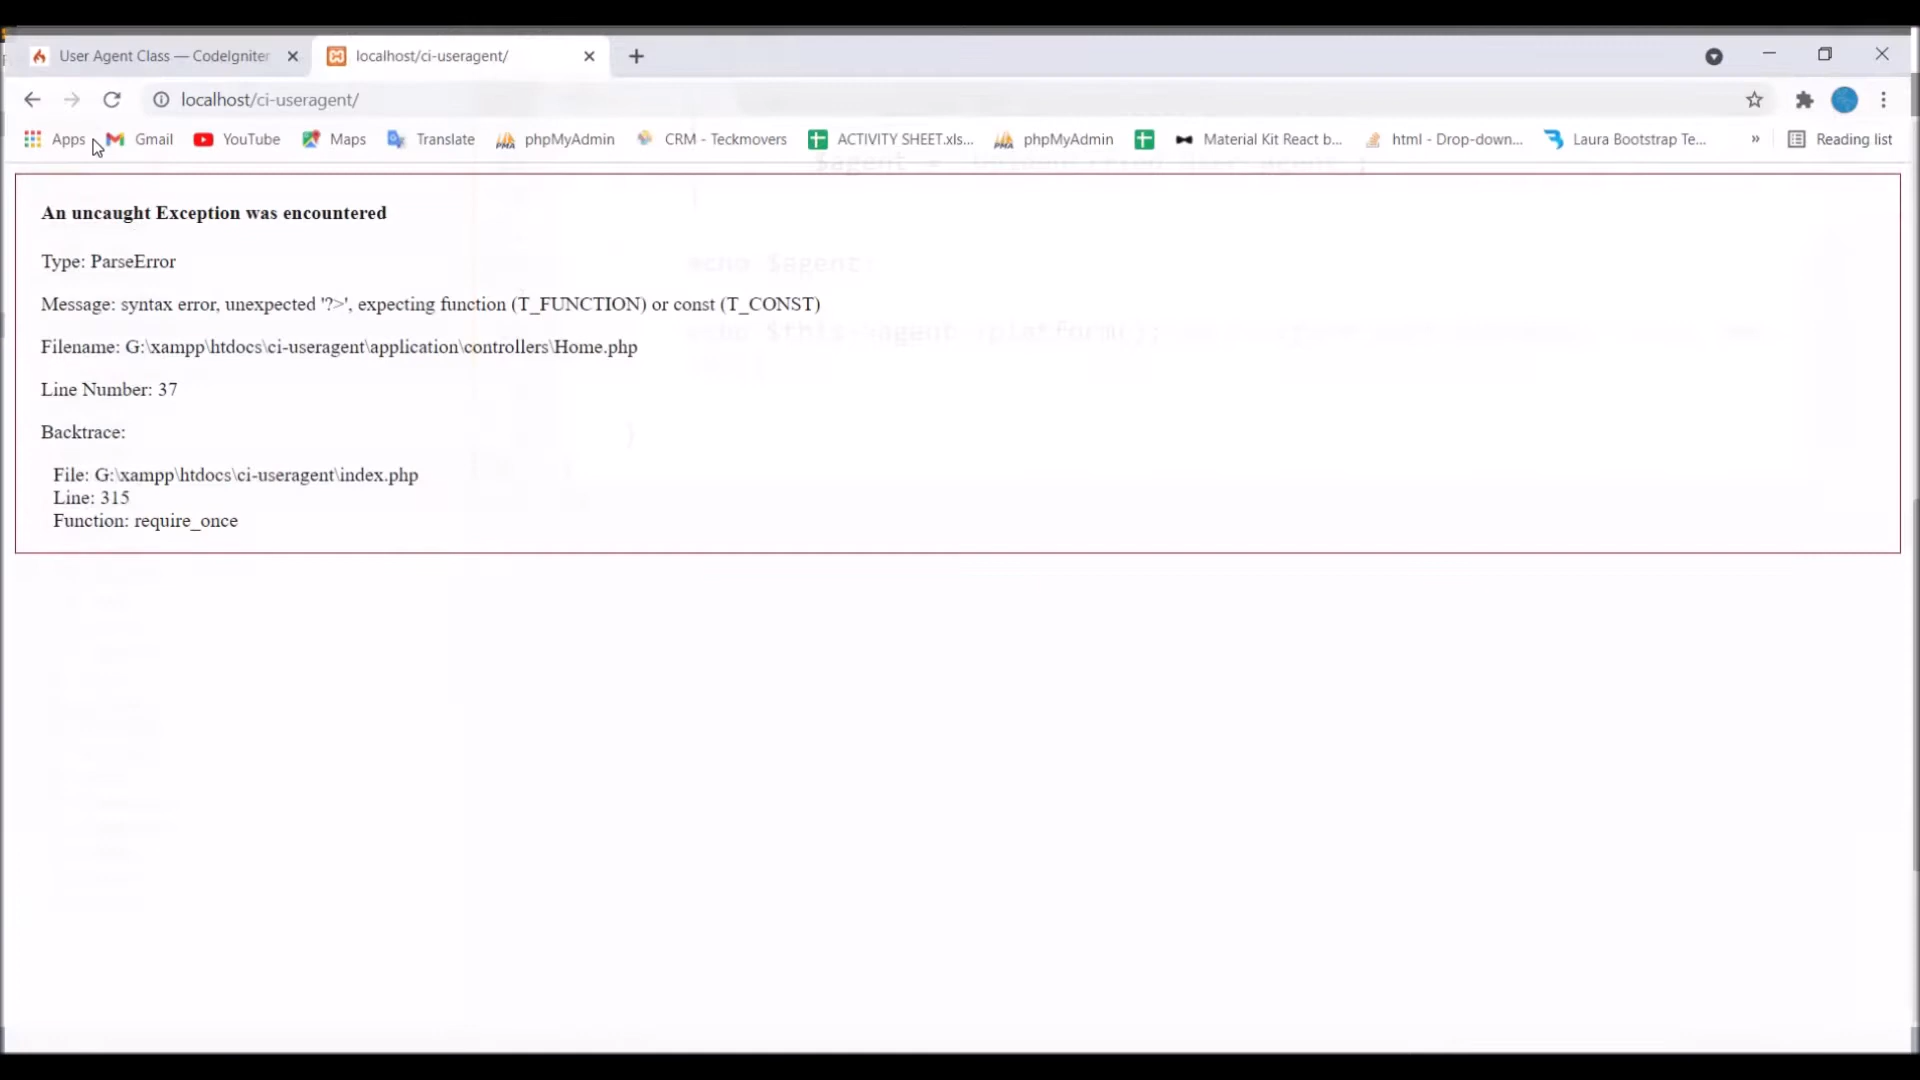 User Agent Class — CodeIgniter
localhost/ci-useragent/
localhost/ci-useragent/
Apps Gmail YouTube Maps Translate phpMyAdmin CRM - Teckmovers ACTIVITY SHEET.xls... phpMyAdmin Material Kit React b... html - Drop-down... Laura Bootstrap Te... » Reading list
$agent =
An uncaught Exception was encountered
Type: ParseError
echo $agent
Message: syntax error, unexpected '?>', expecting function (T_FUNCTION) or const (T_CONST)
Filename: G:\xampp\htdocs\ci-useragent\application\controllers\Home.php
Line Number: 37
Backtrace:
File: G:\xampp\htdocs\ci-useragent\index.php
Line: 315
Function: require_once